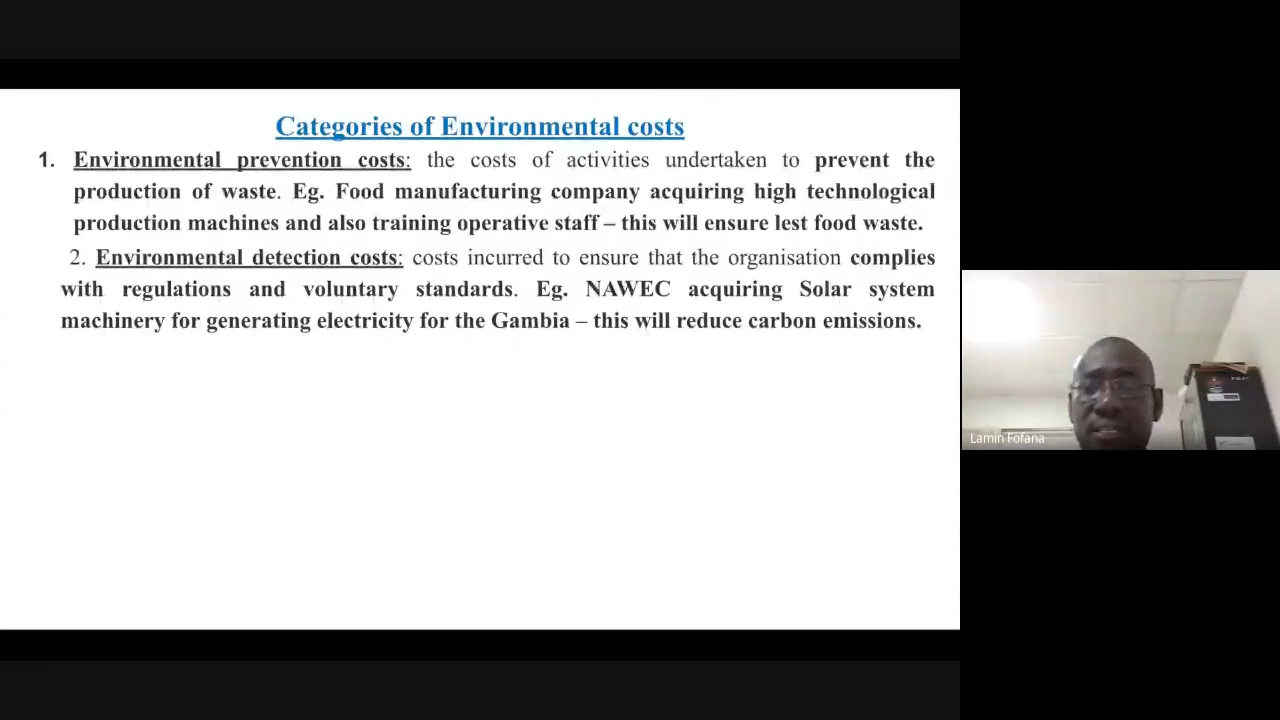 Categories of Environmental costs
1. Environmental prevention costs: the costs of activities undertaken to prevent the
production of waste. Eg. Food manufacturing company acquiring high technological
production machines and also training operative staff – this will ensure lest food waste.
2. Environmental detection costs: costs incurred to ensure that the organisation complies
with regulations and voluntary standards. Eg. NAWEC acquiring Solar system
machinery for generating electricity for the Gambia – this will reduce carbon emissions.
Lamin Fofana